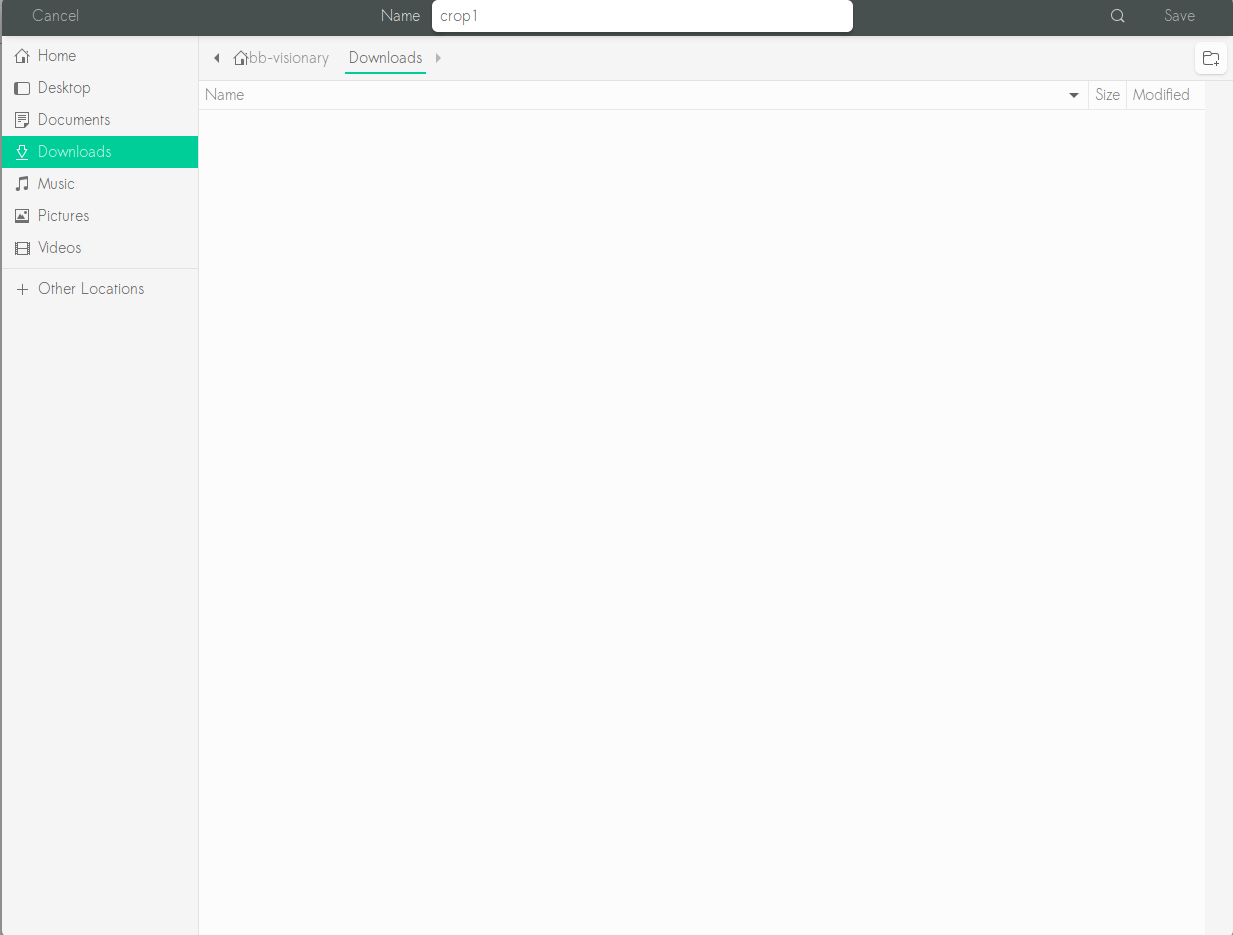 Cancel Name crop1 Save
Home
Desktop
Documents
Downloads
Music
Pictures
Videos
Other Locations
bb-visionary Downloads
Name Size Modified